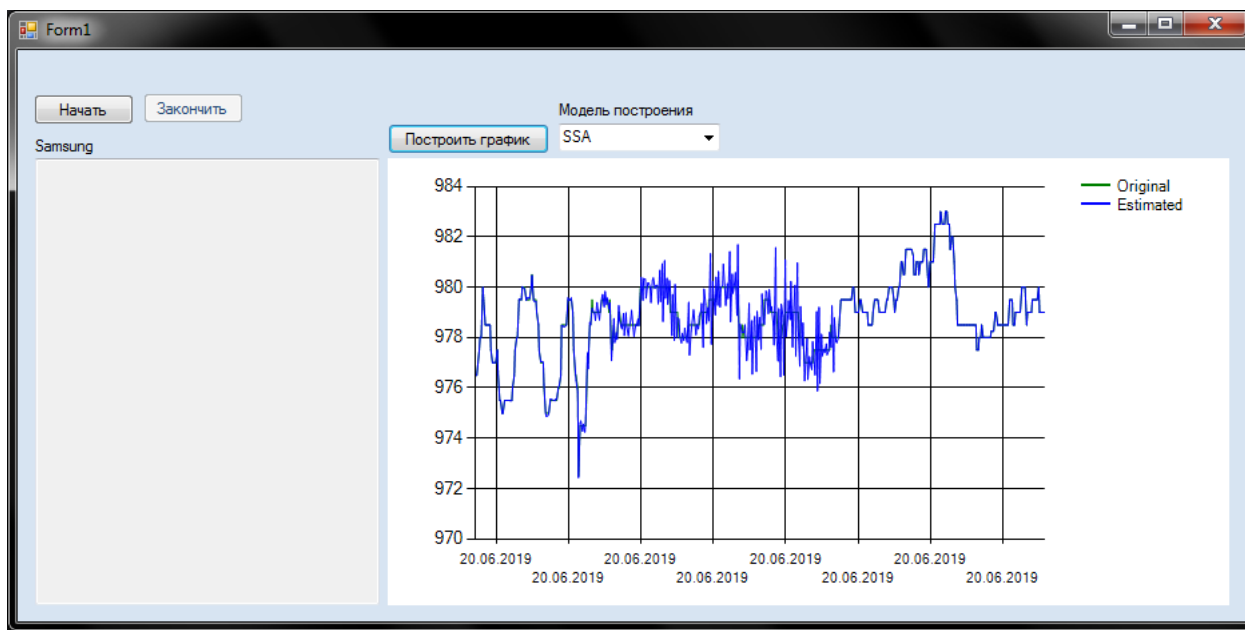 Form1
Начать
Закончить
Модель построения
Построить график
SSA
Samsung
984
982
980
978
976
974
972
970
Original
Estimated
20.06.2019
20.06.2019
20.06.2019
20.06.2019
20.06.2019
20.06.2019
20.06.2019
20.06.2019